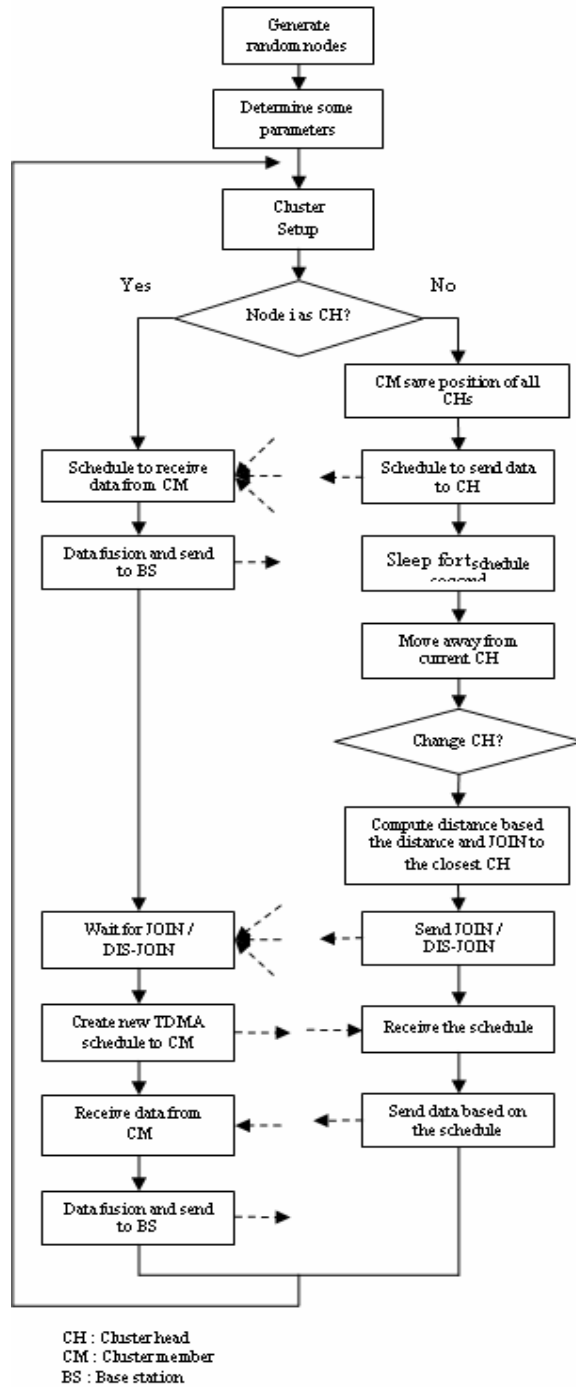 Generate
random nodes
Determine some
parameters
Cluster
Setup
Yes
No
Node i as CH?
CM save position of all
CHs
Schedule to receive
data from CM
Schedule to send data
to CH
Data fusion and send
to BS
Sleep for t schedule
second
Move away from
current CH
Change CH?
Compute distance based
the distance and JOIN to
the closest CH
Wait for JOIN /
DIS-JOIN
Send JOIN /
DIS-JOIN
Create new TDMA
schedule to CM
Receive the schedule
Receive data from
CM
Send data based on
the schedule
Data fusion and send
to BS
CH : Cluster head
CM : Cluster member
BS : Base station